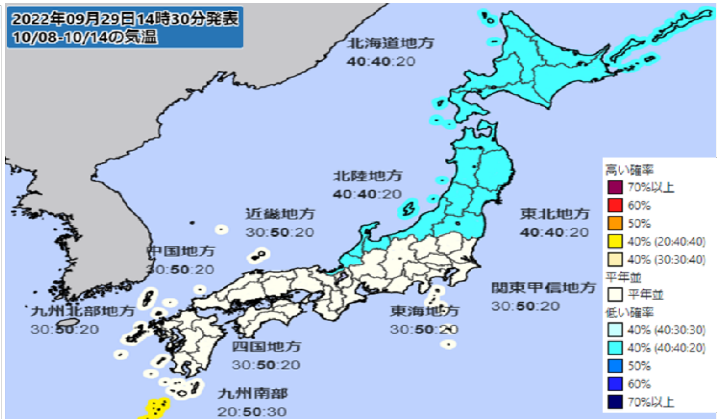 2022年09月29日14時30分発表
10/08-10/14の気温
北海道地方
40:40:20
北陸地方
40:40:20
東北地方
40:40:20
近畿地方
30:50:20
中国地方
30:50:20
関東甲信地方
30:50:20
九州北部地方
30:50:20
東海地方
30:50:20
四国地方
30:50:20
九州南部
20:50:30
高い確率
70%以上
60%
50%
40% (20:40:40)
40% (30:30:40)
平年並
平年並
低い確率
40% (40:30:30)
40% (40:40:20)
50%
60%
70%以上